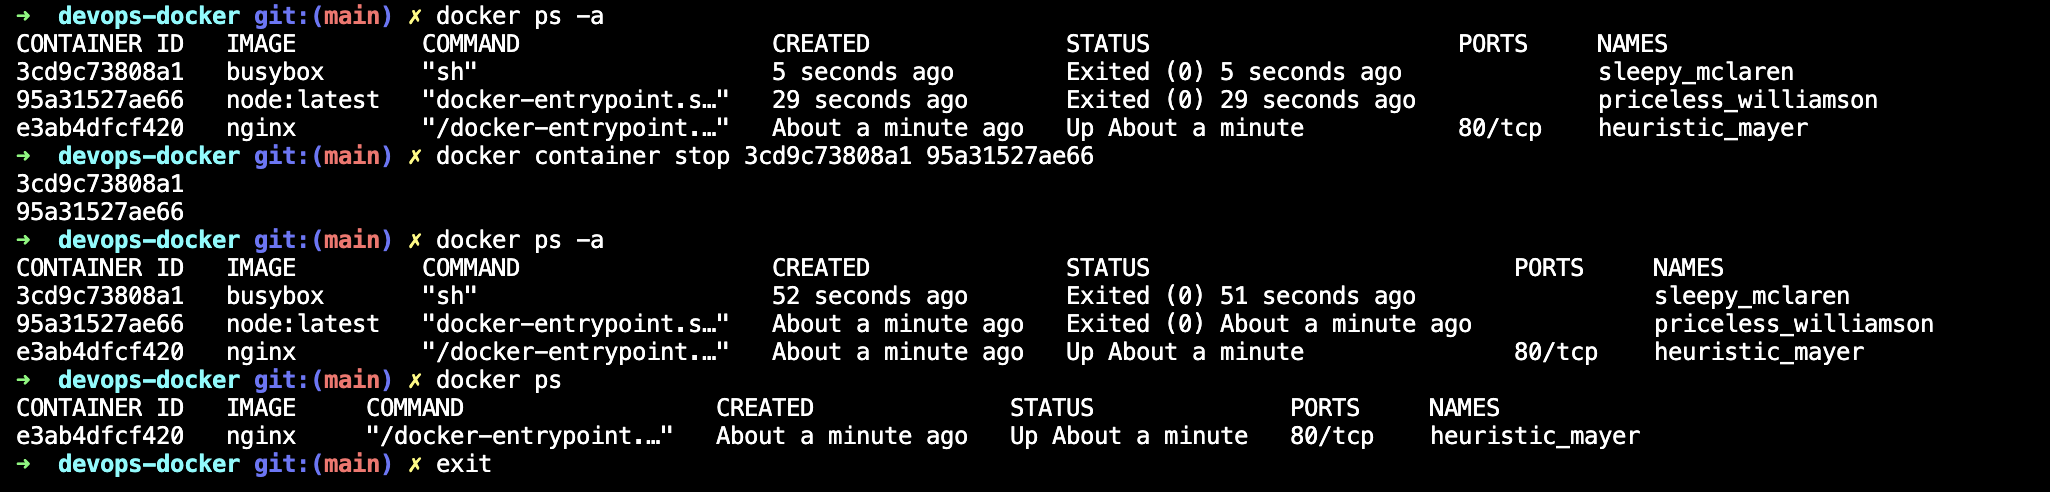 ➜  devops-docker git:(main) ✗ docker ps -a
CONTAINER ID   IMAGE         COMMAND                  CREATED              STATUS                      PORTS     NAMES
3cd9c73808a1   busybox       "sh"                     5 seconds ago        Exited (0) 5 seconds ago              sleepy_mclaren
95a31527ae66   node:latest   "docker-entrypoint.s…"   29 seconds ago       Exited (0) 29 seconds ago             priceless_williamson
e3ab4dfcf420   nginx         "/docker-entrypoint.…"   About a minute ago   Up About a minute           80/tcp    heuristic_mayer
➜  devops-docker git:(main) ✗ docker container stop 3cd9c73808a1 95a31527ae66
3cd9c73808a1
95a31527ae66
➜  devops-docker git:(main) ✗ docker ps -a
CONTAINER ID   IMAGE         COMMAND                  CREATED              STATUS                          PORTS     NAMES
3cd9c73808a1   busybox       "sh"                     52 seconds ago       Exited (0) 51 seconds ago                 sleepy_mclaren
95a31527ae66   node:latest   "docker-entrypoint.s…"   About a minute ago   Exited (0) About a minute ago             priceless_williamson
e3ab4dfcf420   nginx         "/docker-entrypoint.…"   About a minute ago   Up About a minute               80/tcp    heuristic_mayer
➜  devops-docker git:(main) ✗ docker ps
CONTAINER ID   IMAGE     COMMAND                  CREATED              STATUS              PORTS     NAMES
e3ab4dfcf420   nginx     "/docker-entrypoint.…"   About a minute ago   Up About a minute   80/tcp    heuristic_mayer
➜  devops-docker git:(main) ✗ exit